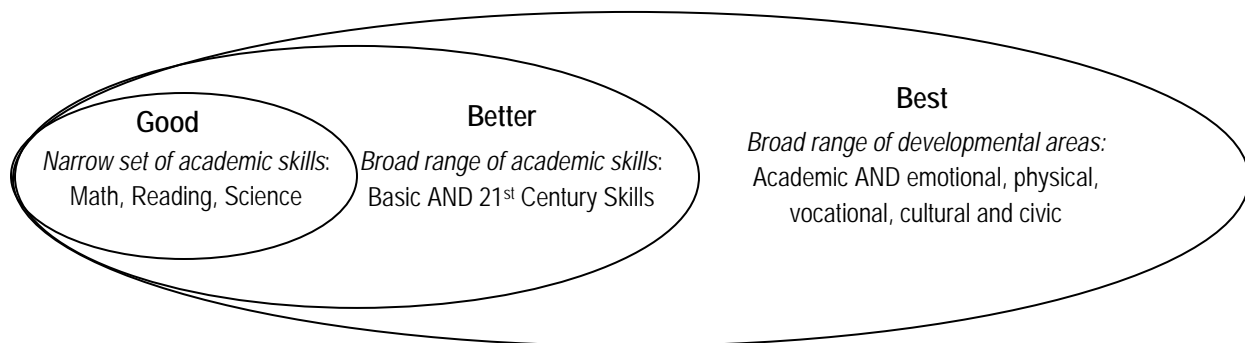 Good
Narrow set of academic skills:
Math, Reading, Science
Better
Broad range of academic skills:
Basic AND 21st Century Skills
Best
Broad range of developmental areas:
Academic AND emotional, physical,
vocational, cultural and civic